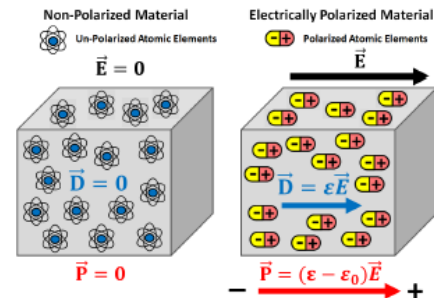 Non-Polarized Material
Un-Polarized Atomic Elements
E⃗ = 0
D⃗ = 0
P⃗ = 0
Electrically Polarized Material
- + Polarized Atomic Elements
E⃗
D⃗ = εE⃗
− P⃗ = (ε − ε₀)E⃗ +